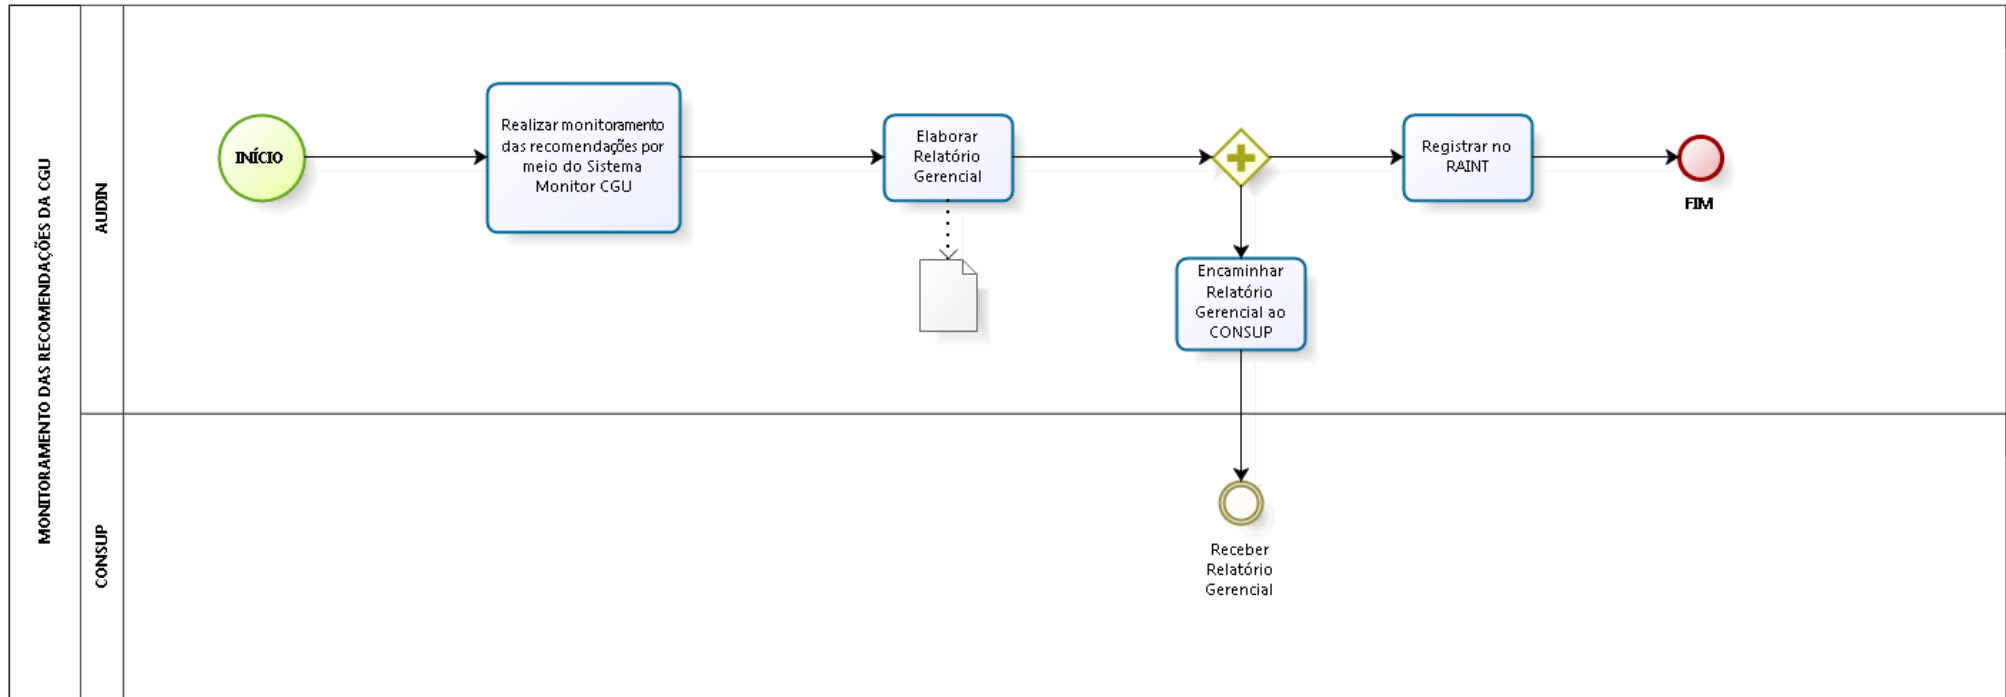 MONITORAMENTO DAS RECOMENDAÇÕES DA CGU
AUDIN
INÍCIO
Realizar monitoramento
das recomendações por
meio do Sistema
Monitor CGU
Elaborar
Relatório
Gerencial
Registrar no
RAINT
FIM
Encaminhar
Relatório
Gerencial ao
CONSUP
CONSUP
Receber
Relatório
Gerencial